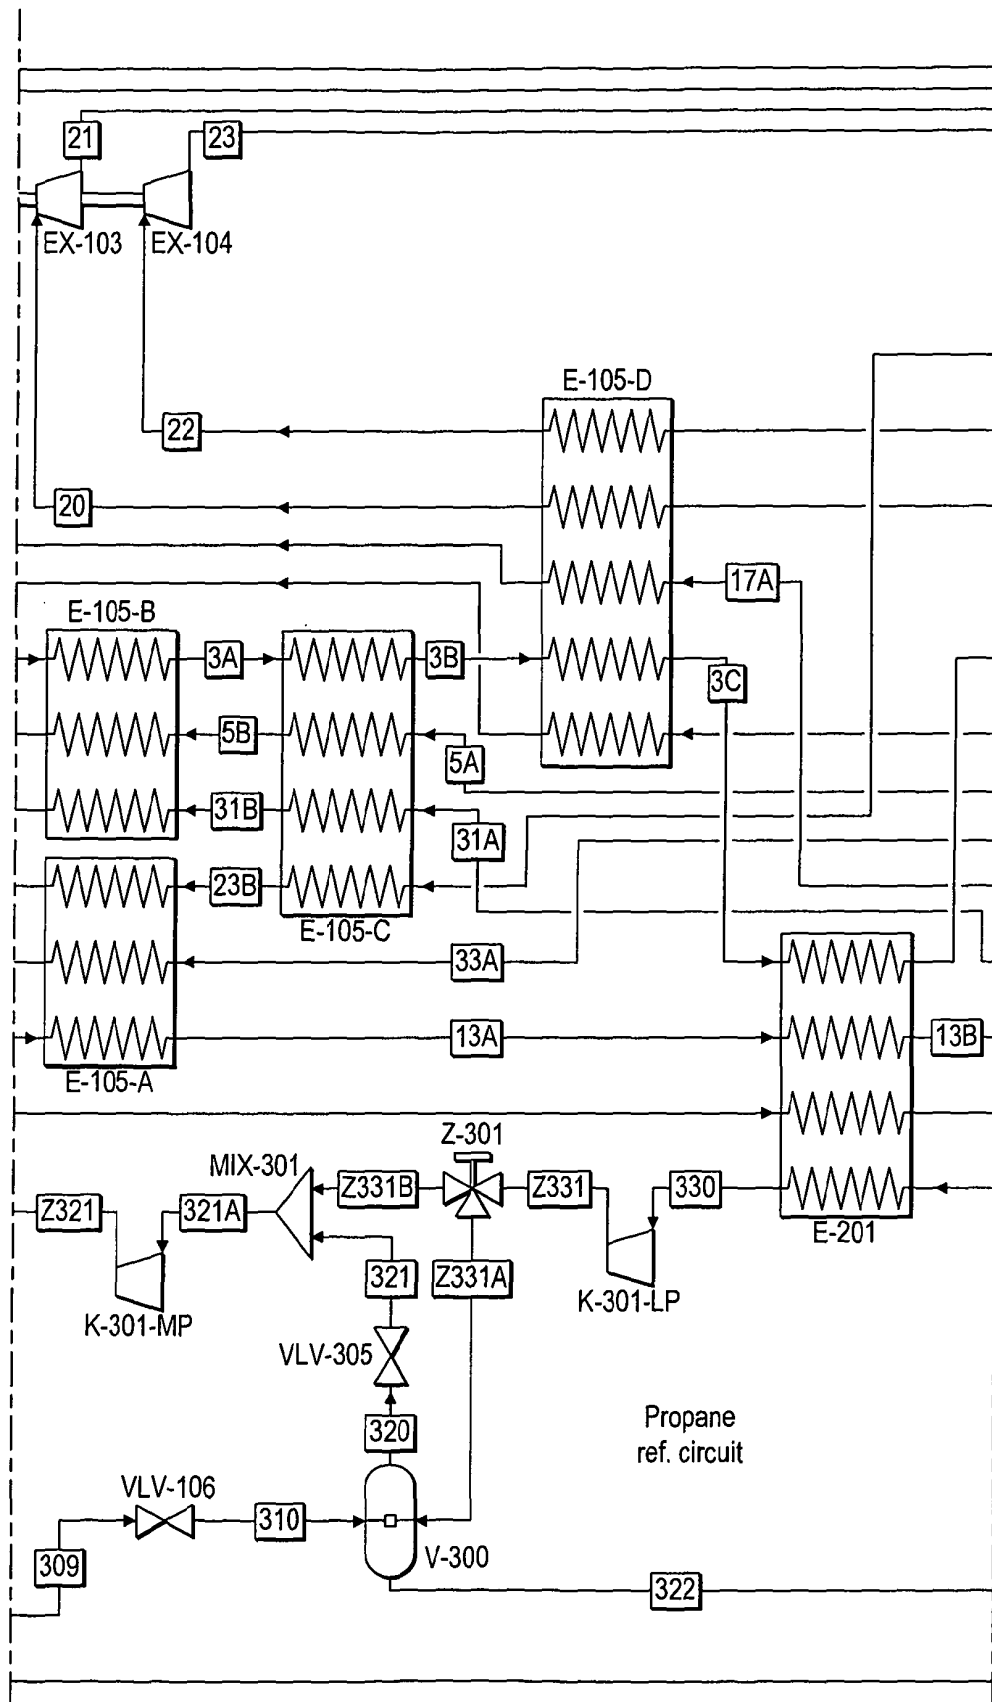 21
23
EX-103
EX-104
E-105-D
22
20
17A
E-105-B
3A
3B
3C
5B
5A
31B
31A
23B
E-105-C
33A
13A
13B
E-105-A
Z-301
MIX-301
Z331B
Z331
330
Z321
321A
E-201
321
Z331A
K-301-LP
K-301-MP
VLV-305
320
Propane
ref. circuit
VLV-106
310
V-300
309
322